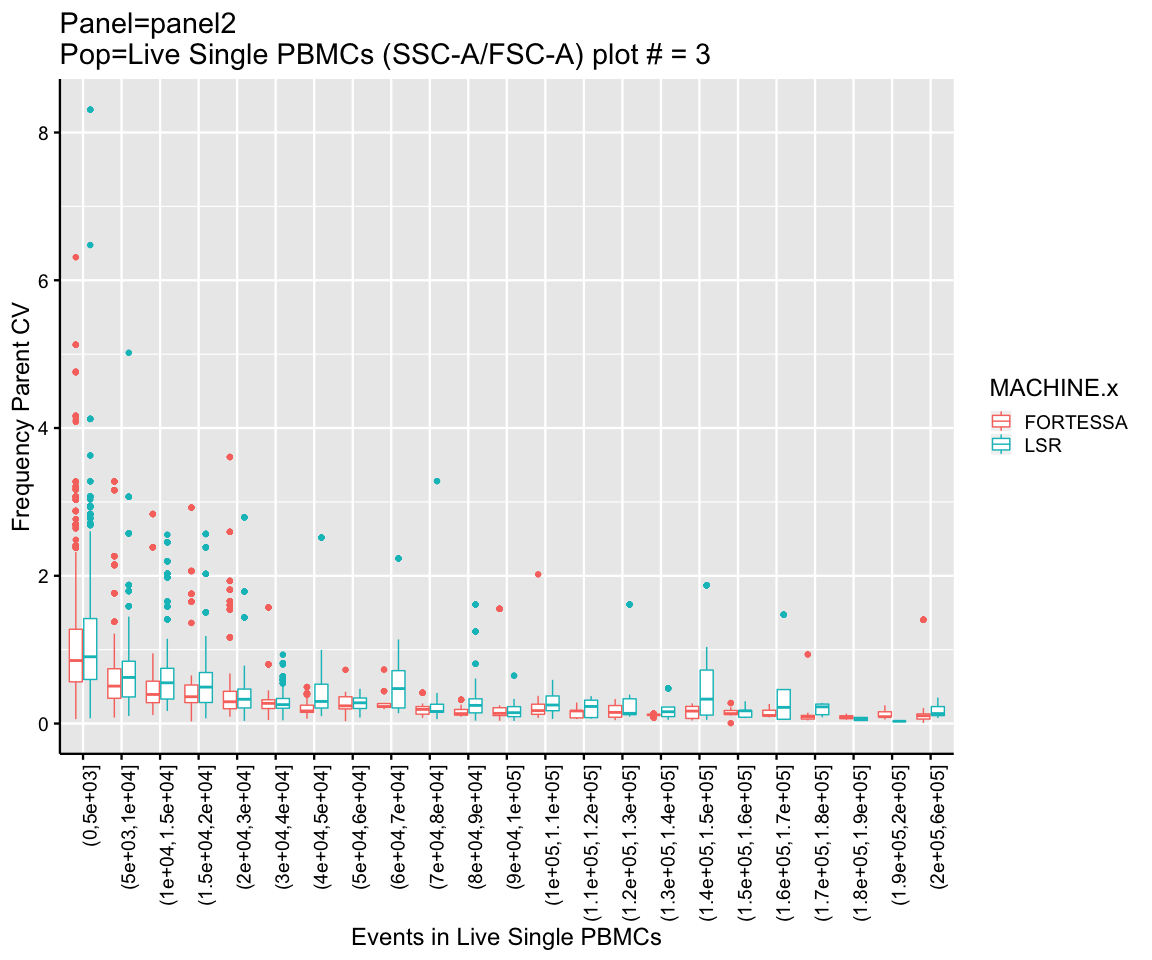 Panel=panel2
Pop=Live Single PBMCs (SSC-A/FSC-A) plot # = 3
Frequency Parent CV
8
6
4
2
0
(0,5e+03]
(5e+03,1e+04]
(1e+04,1.5e+04]
(1.5e+04,2e+04]
(2e+04,3e+04]
(3e+04,4e+04]
(4e+04,5e+04]
(5e+04,6e+04]
(6e+04,7e+04]
(7e+04,8e+04]
(8e+04,9e+04]
(9e+04,1e+05]
(1e+05,1.1e+05]
(1.1e+05,1.2e+05]
(1.2e+05,1.3e+05]
(1.3e+05,1.4e+05]
(1.4e+05,1.5e+05]
(1.5e+05,1.6e+05]
(1.6e+05,1.7e+05]
(1.7e+05,1.8e+05]
(1.8e+05,1.9e+05]
(1.9e+05,2e+05]
(2e+05,6e+05]
Events in Live Single PBMCs
MACHINE.x
FORTESSA
LSR